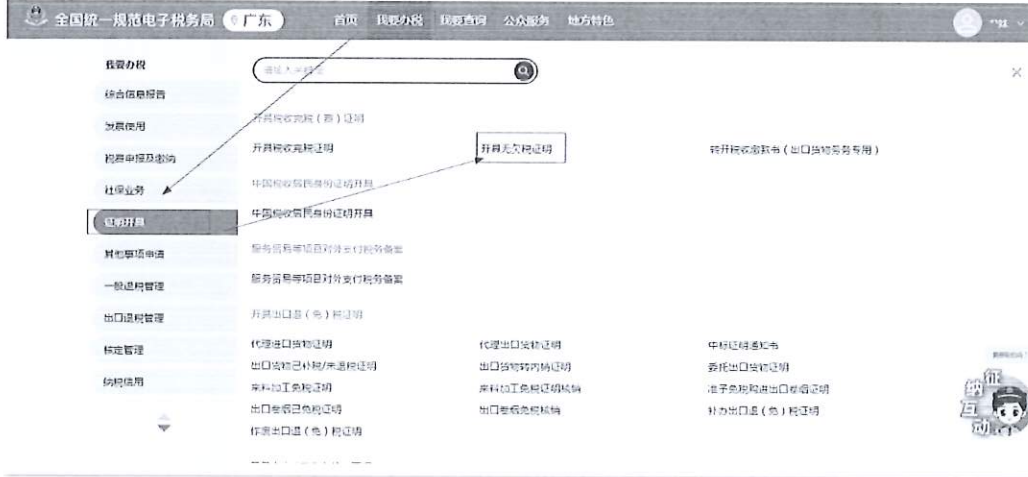 全国统一规范电子税务局 广东 首页 我要办税 我要查询 公众服务 地方特色
我要办税
请输入关键词
综合信息报告
发票使用
开具税收完税（费）证明
税费申报及缴纳
开具税收完税证明 开具无欠税证明 转开税收缴款书（出口货物劳务专用）
社保业务
中国税收居民身份证明开具
证明开具
中国税收居民身份证明开具
其他事项申请
服务贸易等项目对外支付税务备案
一般退税管理
服务贸易等项目对外支付税务备案
出口退税管理
开具出口退（免）税证明
核定管理
代理进口货物证明 代理出口货物证明 中标证明通知书
出口货物已补税/未退税证明 出口货物转内销证明 委托出口货物证明
纳税信用
来料加工免税证明 来料加工免税证明核销 准予免税购进出口卷烟证明
出口卷烟已免税证明 出口卷烟免税核销 补办出口退（免）税证明
作废出口退（免）税证明
征纳互动